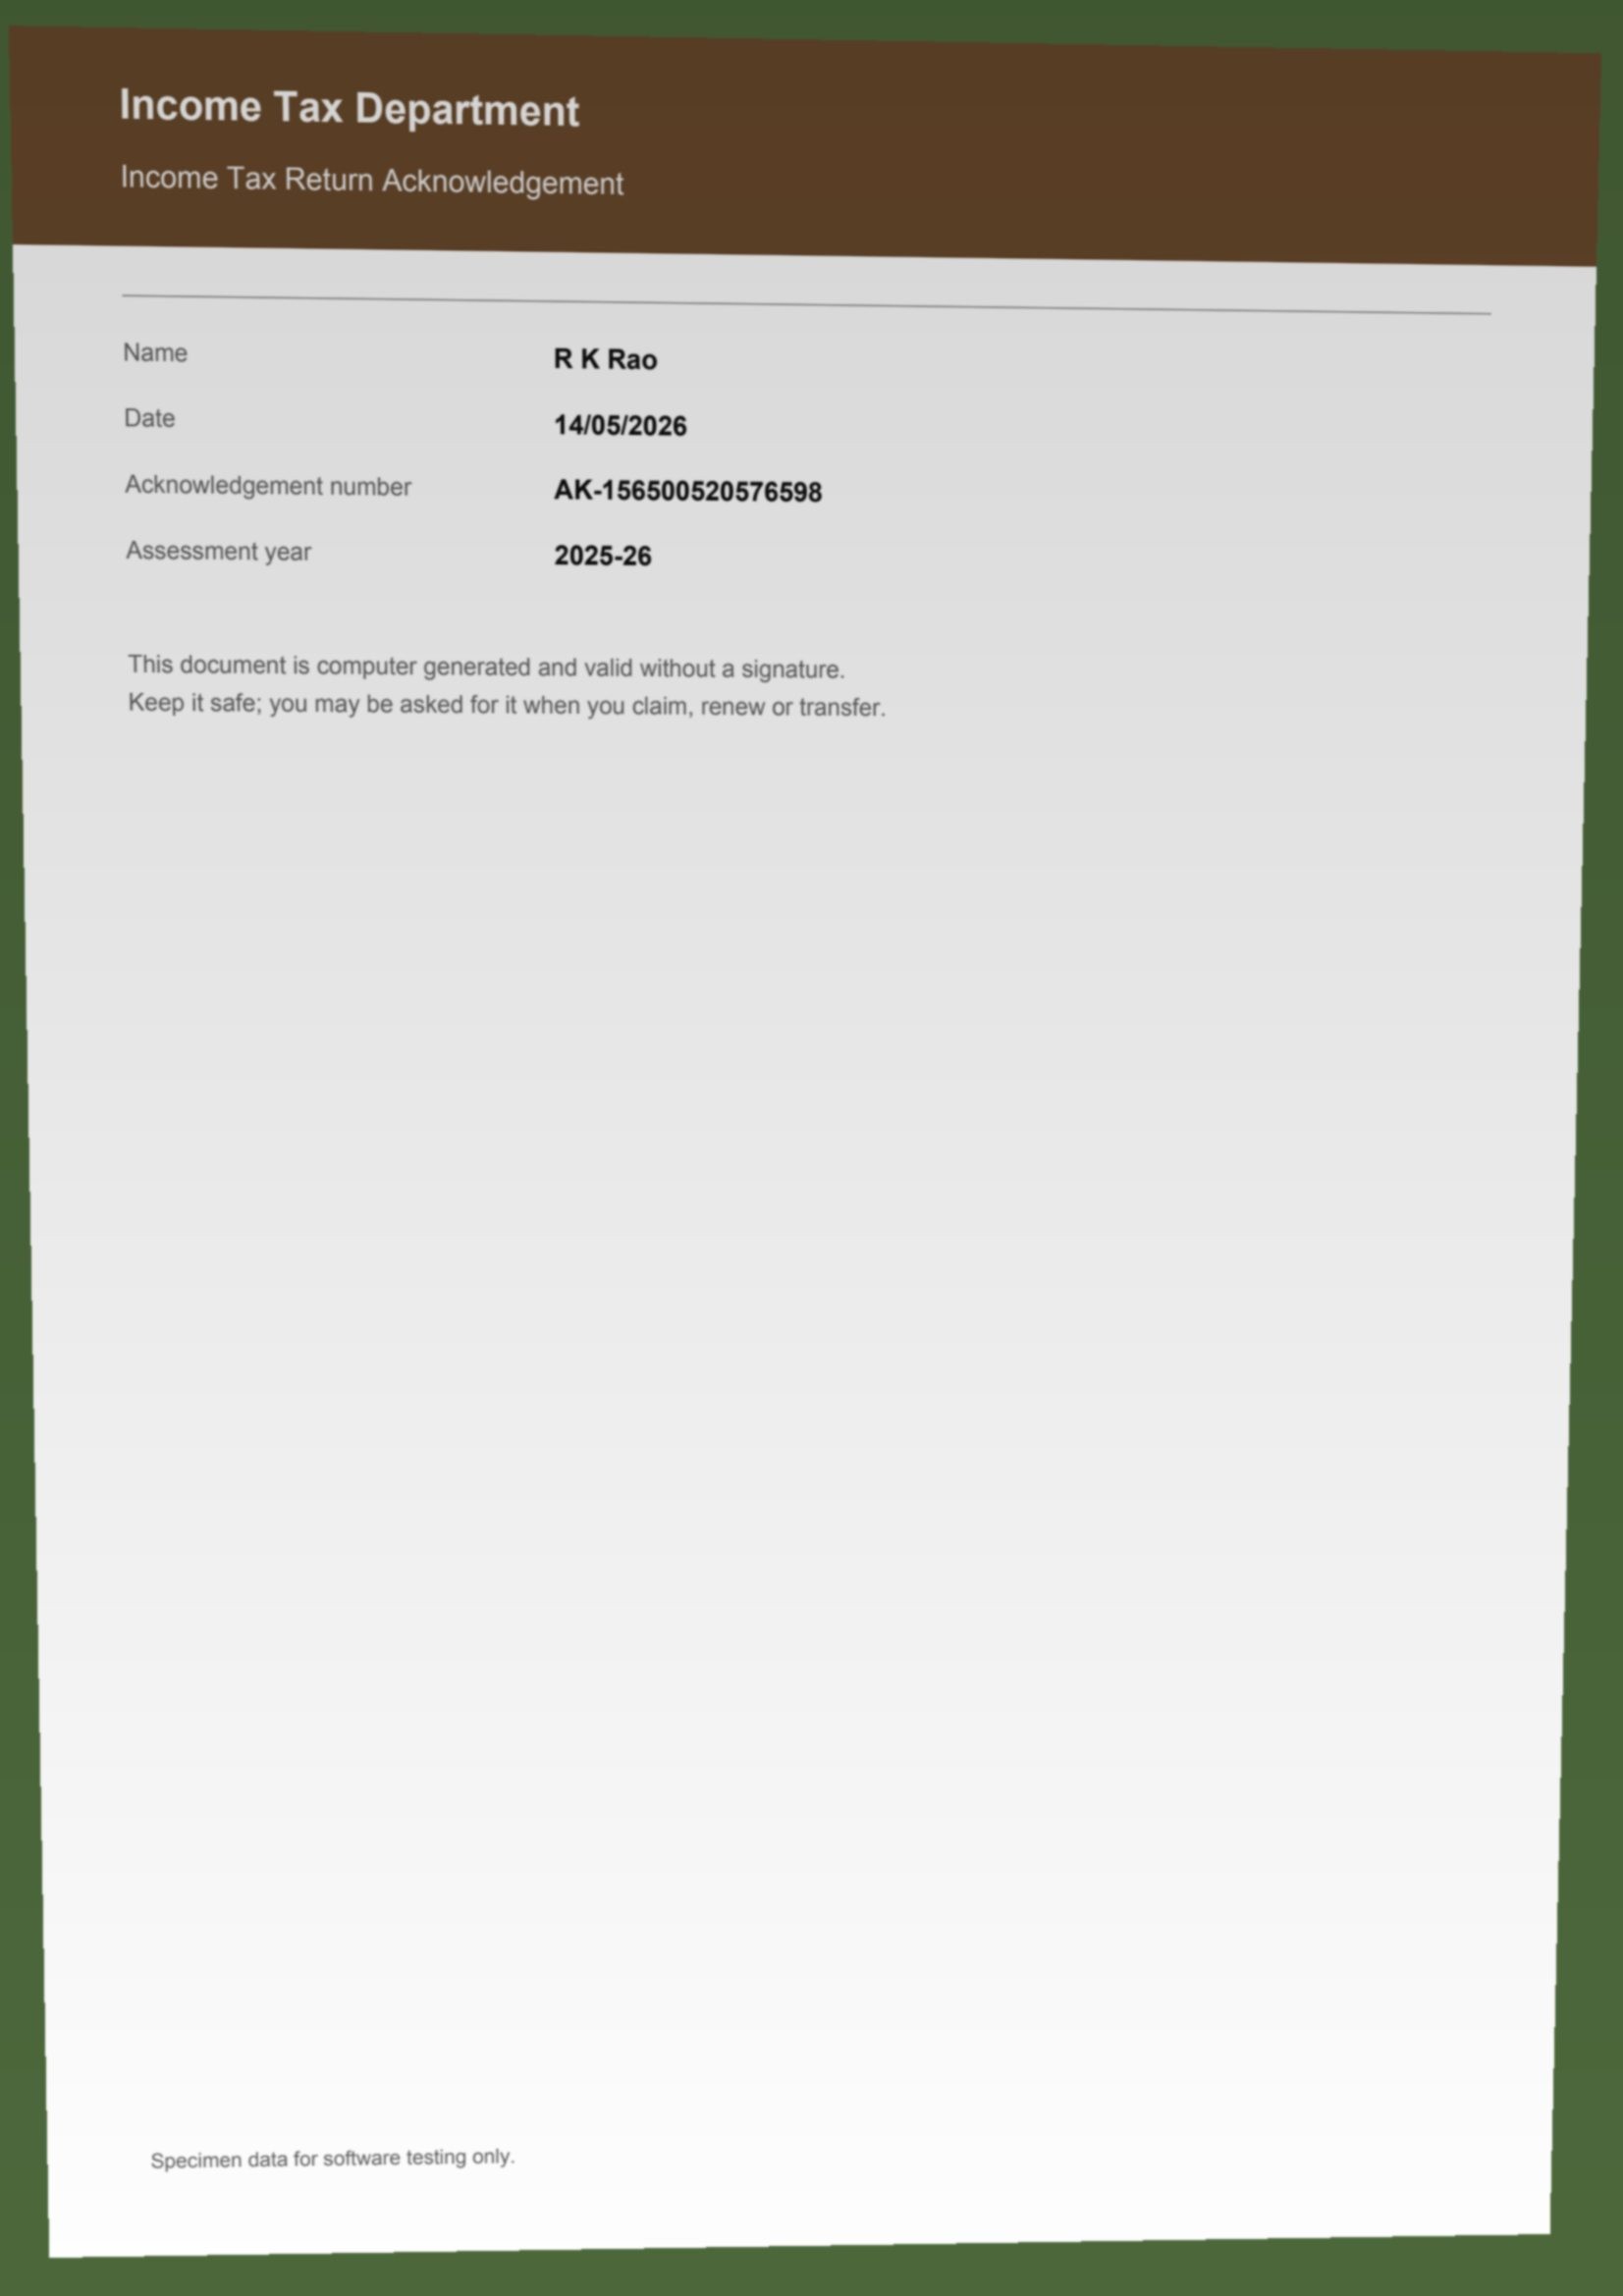 Income Tax Department
Income Tax Return Acknowledgement
Name R K Rao
Date 14/05/2026
Acknowledgement number AK-156500520576598
Assessment year 2025-26
This document is computer generated and valid without a signature.
Keep it safe; you may be asked for it when you claim, renew or transfer.
Specimen data for software testing only.